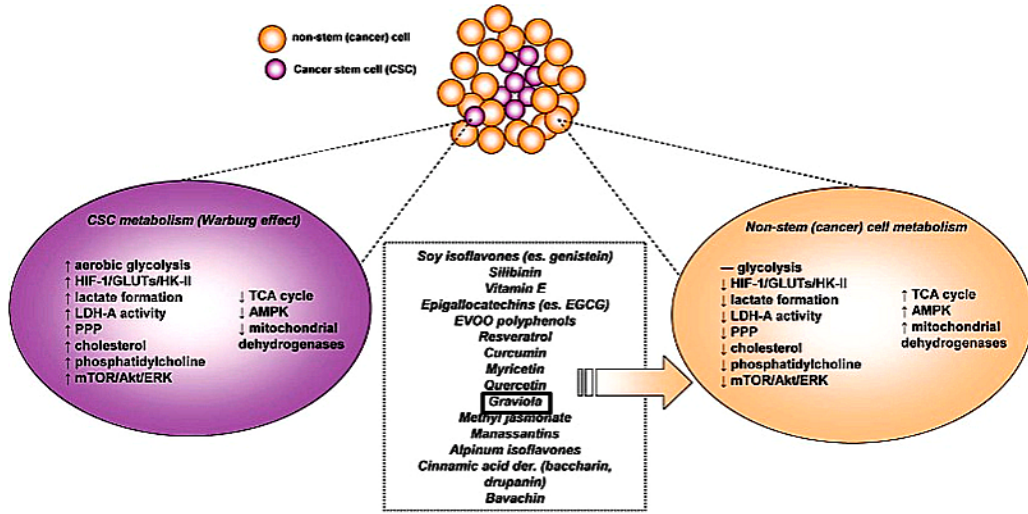 non-stem (cancer) cell
Cancer stem cell (CSC)
CSC metabolism (Warburg effect)
↑ aerobic glycolysis
↑ HIF-1/GLUTs/HK-II
↑ lactate formation
↑ LDH-A activity
↑ PPP
↑ cholesterol
↑ phosphatidylcholine
↑ mTOR/Akt/ERK
↓ TCA cycle
↓ AMPK
↓ mitochondrial
dehydrogenases
Soy isoflavones (es. genistein)
Silibinin
Vitamin E
Epigallocatechins (es. EGCG)
EVOO polyphenols
Resveratrol
Curcumin
Myricetin
Quercetin
Graviola
Methyl jasmonate
Manassantins
Alpinum isoflavones
Cinnamic acid der. (baccharin,
drupanin)
Bavachin
Non-stem (cancer) cell metabolism
— glycolysis
↓ HIF-1/GLUTs/HK-II
↓ lactate formation
↓ LDH-A activity
↓ PPP
↓ cholesterol
↓ phosphatidylcholine
↓ mTOR/Akt/ERK
↑ TCA cycle
↑ AMPK
↑ mitochondrial
dehydrogenases